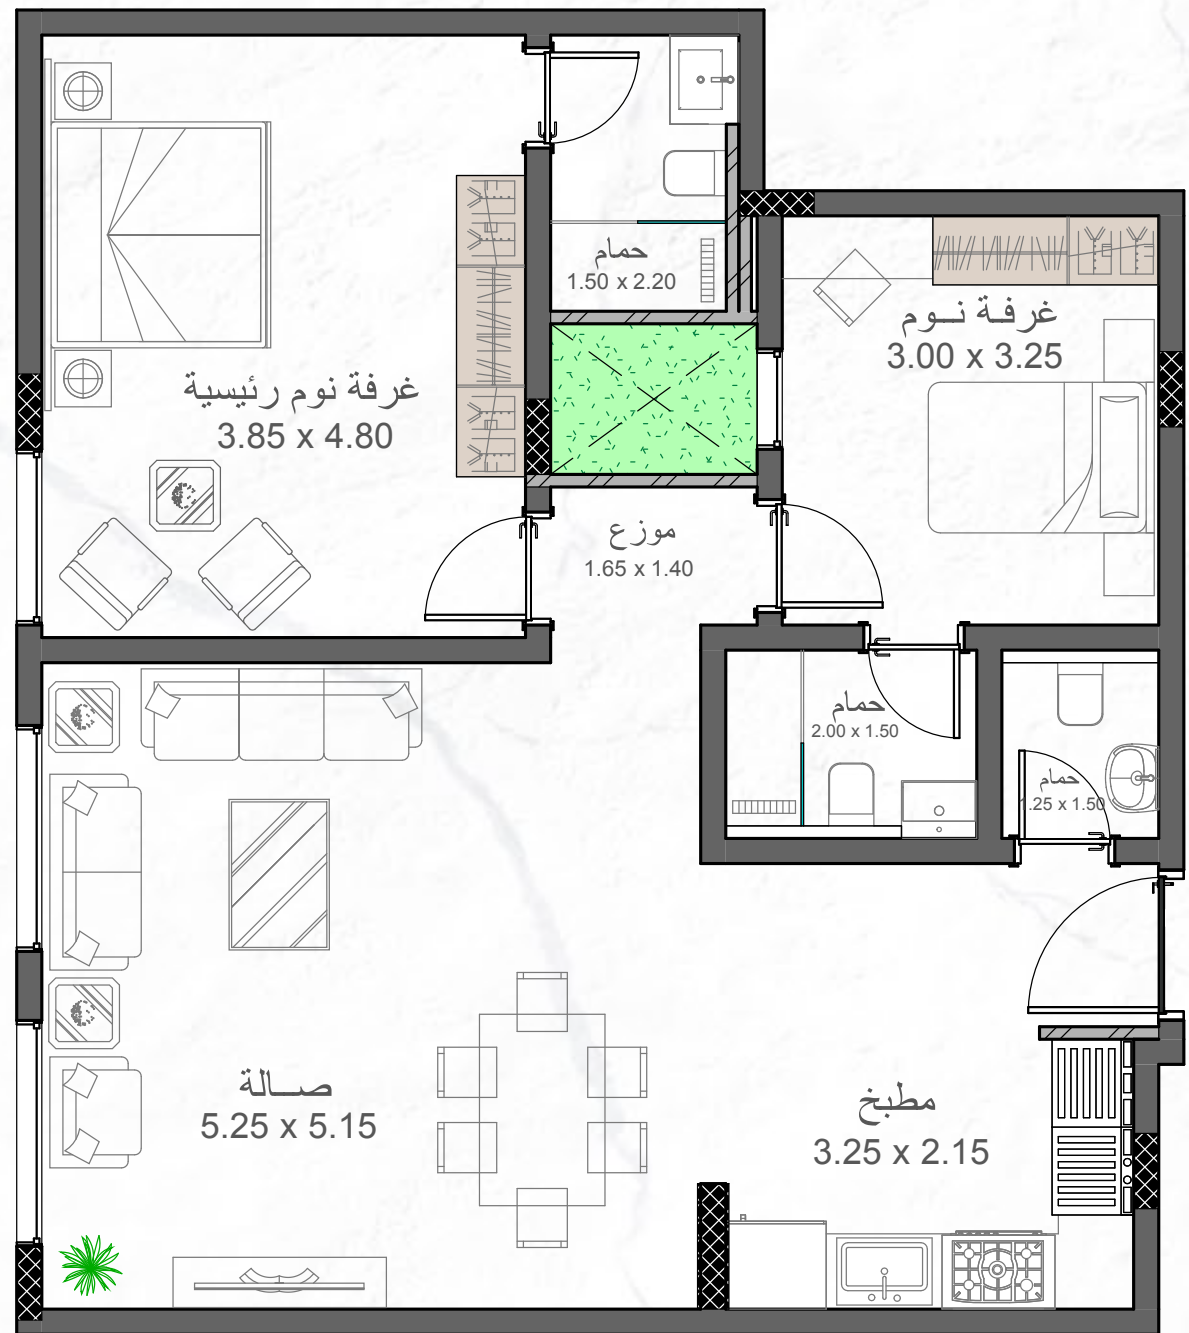 حمام
1.50 x 2.20
غرفة نــوم
3.00 x 3.25
غرفة نوم رئيسية
3.85 x 4.80
موزع
1.65 x 1.40
حمام
2.00 x 1.50
حمام
1.25 x 1.50
صــالة
5.25 x 5.15
مطبخ
3.25 x 2.15